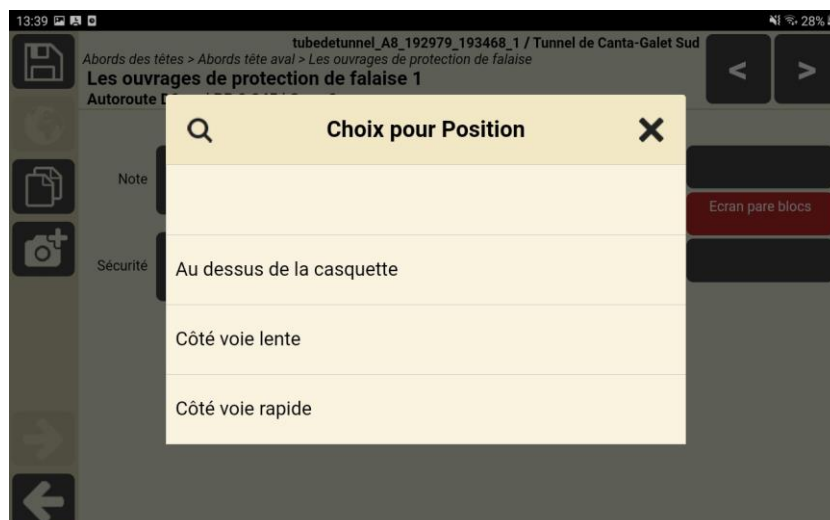 13:39
28%
tubedetunnel_A8_192979_193468_1 / Tunnel de Canta-Galet Sud
Abords des têtes > Abords tête aval > Les ouvrages de protection de falaise
Les ouvrages de protection de falaise 1
Autoroute
< >
Choix pour Position
Note
Ecran pare blocs
Sécurité
Au dessus de la casquette
Côté voie lente
Côté voie rapide